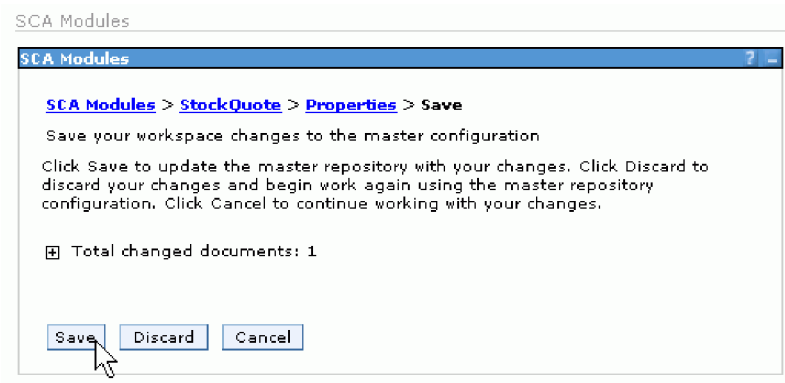 SCA Modules
SCA Modules ? –
SCA Modules > StockQuote > Properties > Save
Save your workspace changes to the master configuration
Click Save to update the master repository with your changes. Click Discard to
discard your changes and begin work again using the master repository
configuration. Click Cancel to continue working with your changes.
Total changed documents: 1
Save Discard Cancel